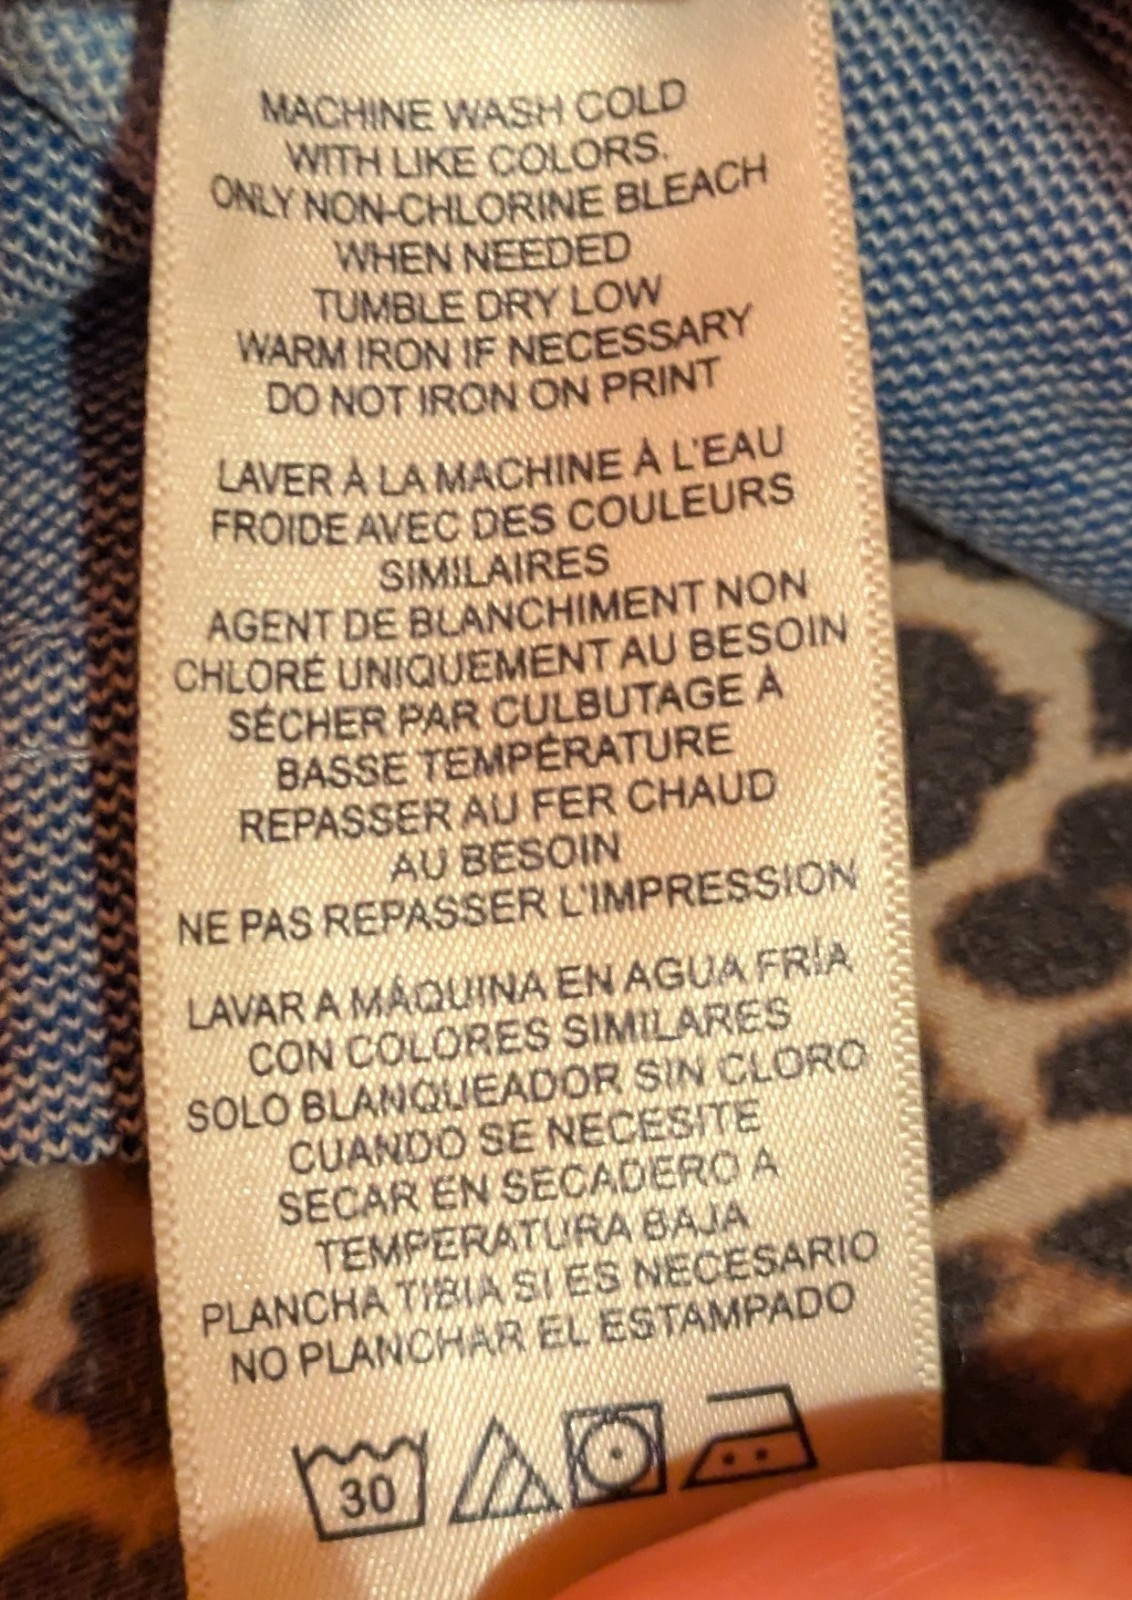 MACHINE WASH COLD
WITH LIKE COLORS.
ONLY NON-CHLORINE BLEACH
WHEN NEEDED
TUMBLE DRY LOW
WARM IRON IF NECESSARY
DO NOT IRON ON PRINT
LAVER À LA MACHINE À L'EAU
FROIDE AVEC DES COULEURS
SIMILAIRES
AGENT DE BLANCHIMENT NON
CHLORÉ UNIQUEMENT AU BESOIN
SÉCHER PAR CULBUTAGE À
BASSE TEMPÉRATURE
REPASSER AU FER CHAUD
AU BESOIN
NE PAS REPASSER L'IMPRESSION
LAVAR A MÁQUINA EN AGUA FRÍA
CON COLORES SIMILARES
SOLO BLANQUEADOR SIN CLORO
CUANDO SE NECESITE
SECAR EN SECADERO A
TEMPERATURA BAJA
PLANCHA TIBIA SI ES NECESARIO
NO PLANCHAR EL ESTAMPADO
30